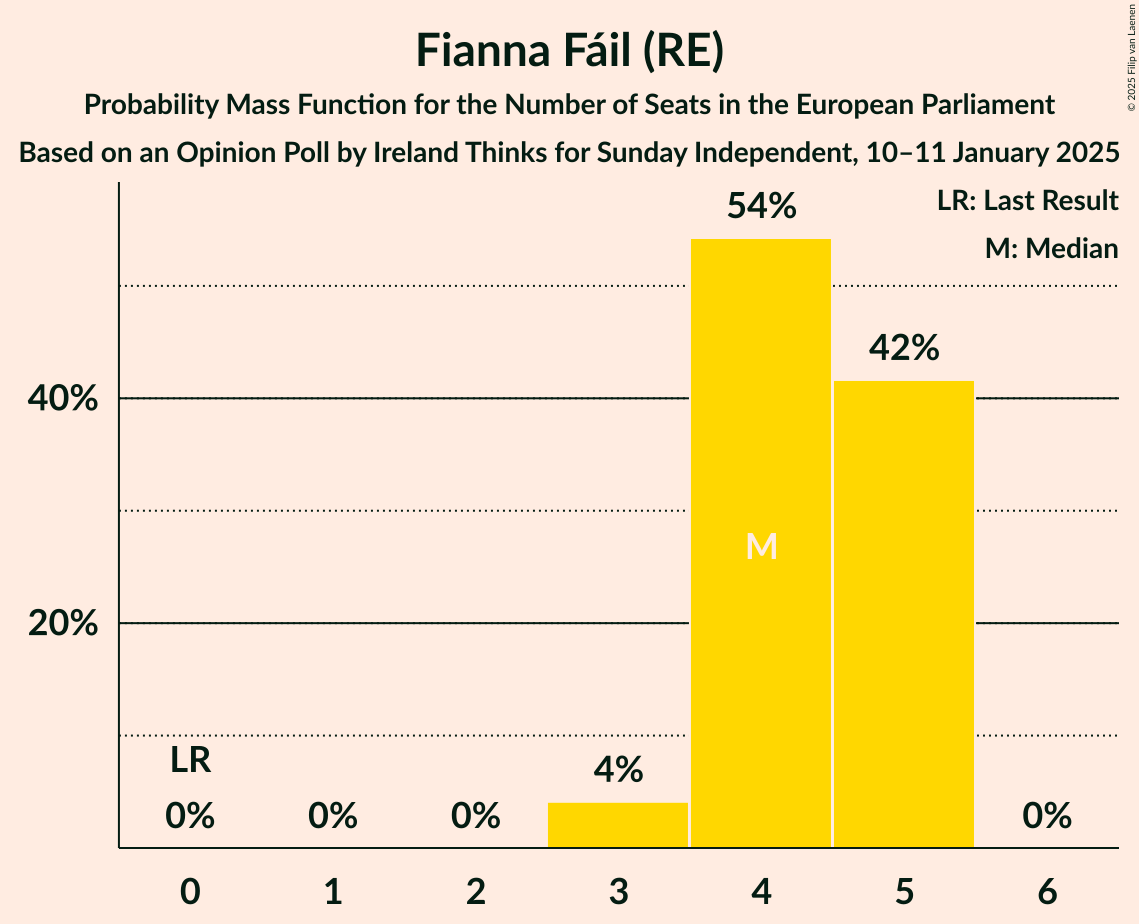 Fianna Fáil (RE)
Probability Mass Function for the Number of Seats in the European Parliament
Based on an Opinion Poll by Ireland Thinks for Sunday Independent, 10–11 January 2025
© 2025 Filip van Laenen
LR: Last Result
M: Median
54%
42%
40%
M
20%
LR
4%
0%
0%
0%
0%
0
1
2
3
4
5
6